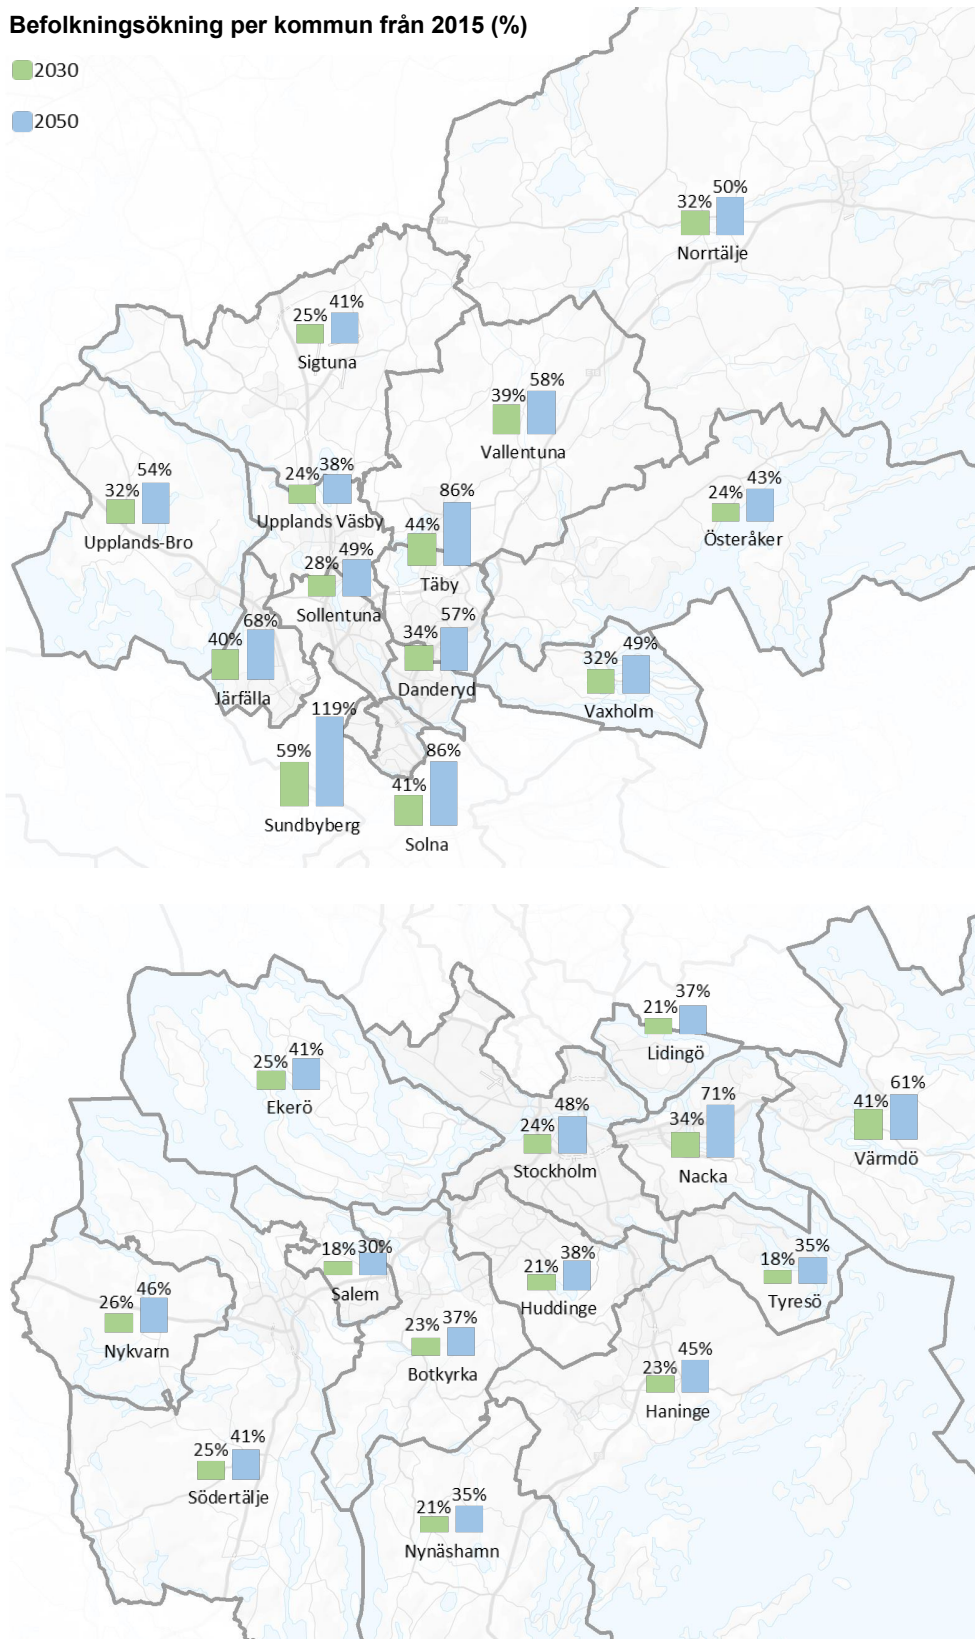 Befolkningsökning per kommun från 2015 (%)
2030
2050
32% 50%
Norrtälje
25% 41%
Sigtuna
39% 58%
Vallentuna
32% 54%
Upplands-Bro
24% 38%
Upplands Väsby
44% 86%
Täby
24% 43%
Österåker
28% 49%
Sollentuna
40% 68%
Järfälla
34% 57%
Danderyd
32% 49%
Vaxholm
59% 119%
Sundbyberg
41% 86%
Solna
21% 37%
Lidingö
25% 41%
Ekerö
24% 48%
Stockholm
34% 71%
Nacka
41% 61%
Värmdö
18% 30%
Salem
21% 38%
Huddinge
18% 35%
Tyresö
26% 46%
Nykvarn
23% 37%
Botkyrka
23% 45%
Haninge
25% 41%
Södertälje
21% 35%
Nynäshamn